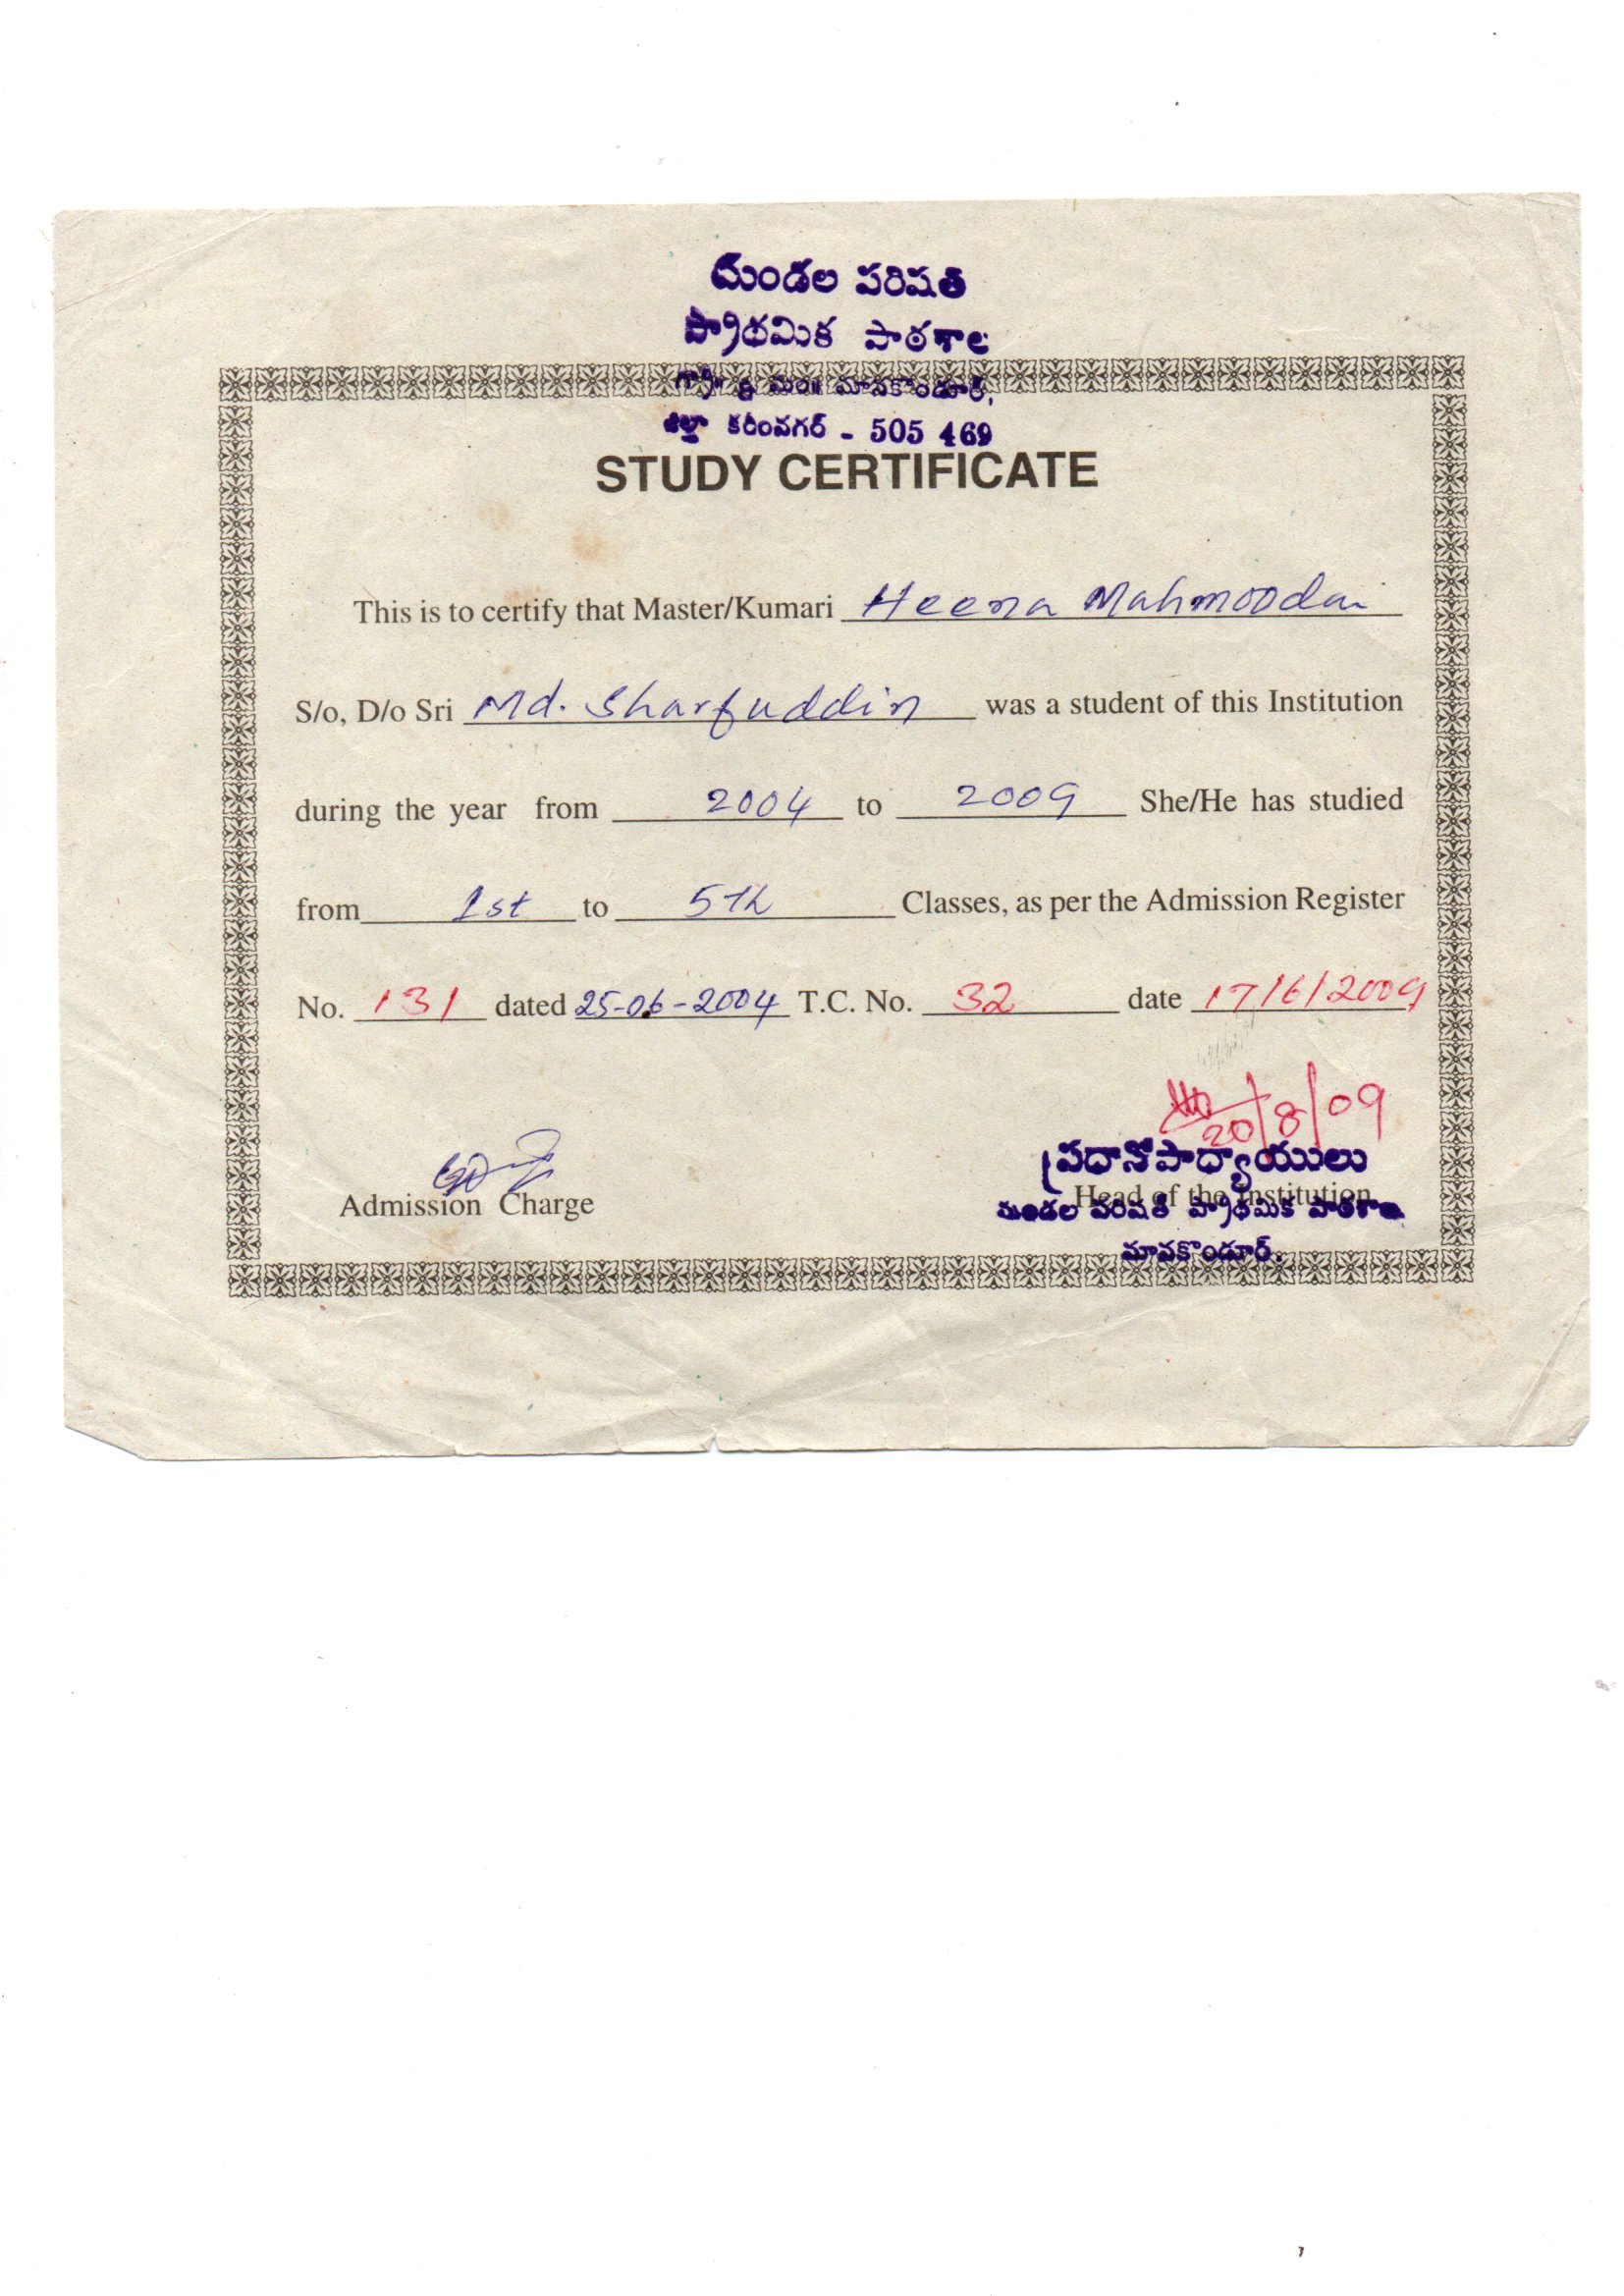 మండల పరిషత్
ప్రాథమిక పాఠశాల
గ్రా॥ & మం॥ మానకొండూర్,
జిల్లా కరీంనగర్ - 505 469
STUDY CERTIFICATE
This is to certify that Master/Kumari Heena Mahmooda
S/o, D/o Sri Md. Sharfuddin was a student of this Institution
during the year from 2004 to 2009 She/He has studied
from 1st to 5th Classes, as per the Admission Register
No. 131 dated 25-06-2004 T.C. No. 32 date 17/6/2009
20/8/09
ప్రధానోపాధ్యాయులు
Admission Charge Head of the Institution
మండల పరిషత్ ప్రాథమిక పాఠశాల
మానకొండూర్.